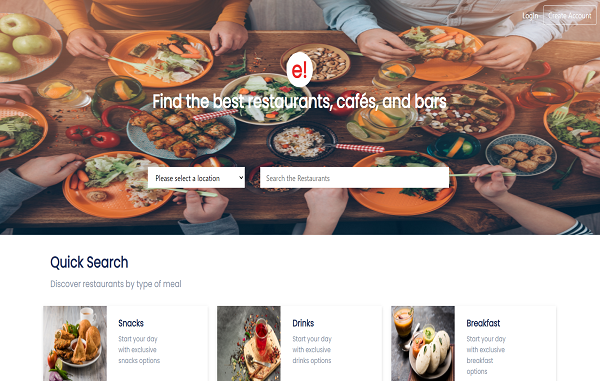 Login
Create Account
e!
Find the best restaurants, cafés, and bars
Please select a location
Search the Restaurants
Quick Search
Discover restaurants by type of meal
Snacks
Start your day
with exclusive
snacks options
Drinks
Start your day
with exclusive
drinks options
Breakfast
Start your day
with exclusive
breakfast
options